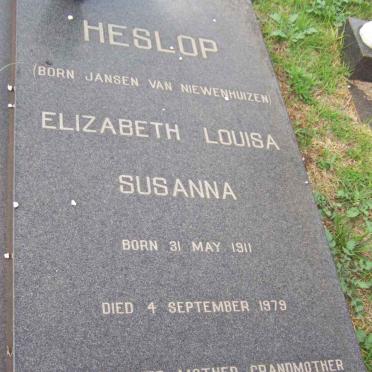 HESLOP
(BORN JANSEN VAN NIEWENHUIZEN)
ELIZABETH LOUISA
SUSANNA
BORN 31 MAY 1911
DIED 4 SEPTEMBER 1979
MOTHER GRANDMOTHER